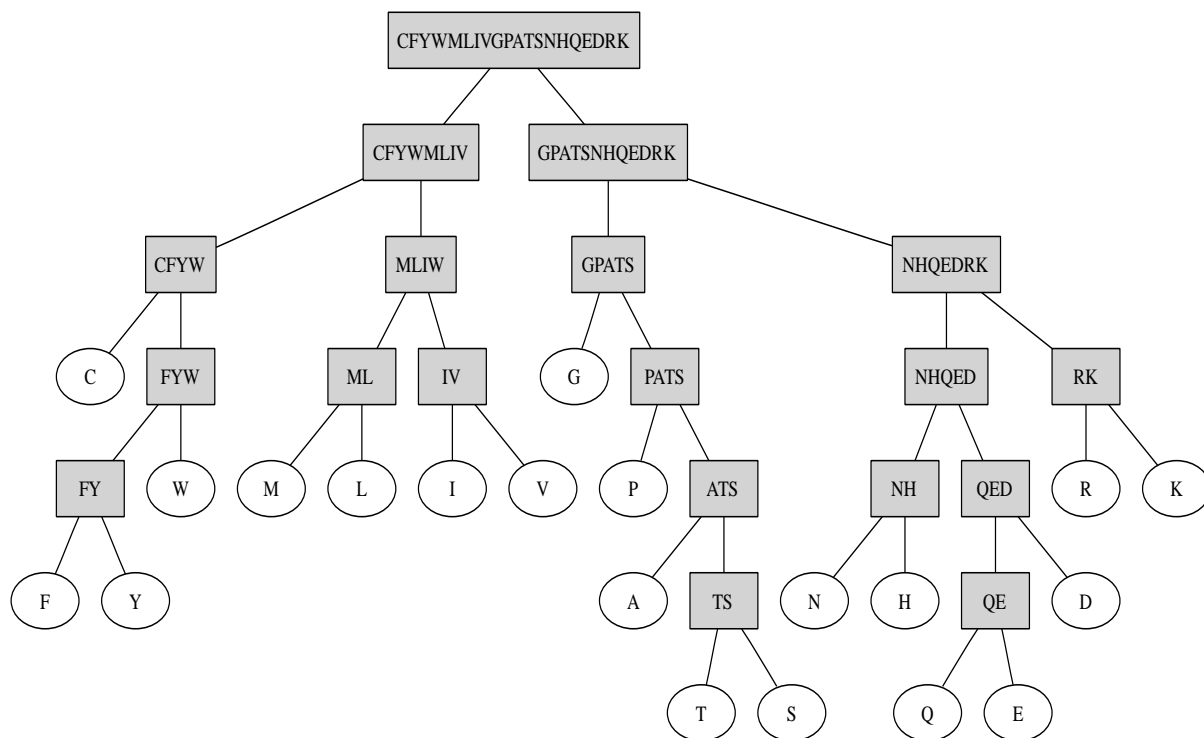 CFYWMLIVGPATSNHQEDRK
CFYWMLIV GPATSNHQEDRK
CFYW MLIW GPATS NHQEDRK
C FYW ML IV G PATS NHQED RK
FY W M L I V P ATS NH QED R K
F Y A TS N H QE D
T S Q E